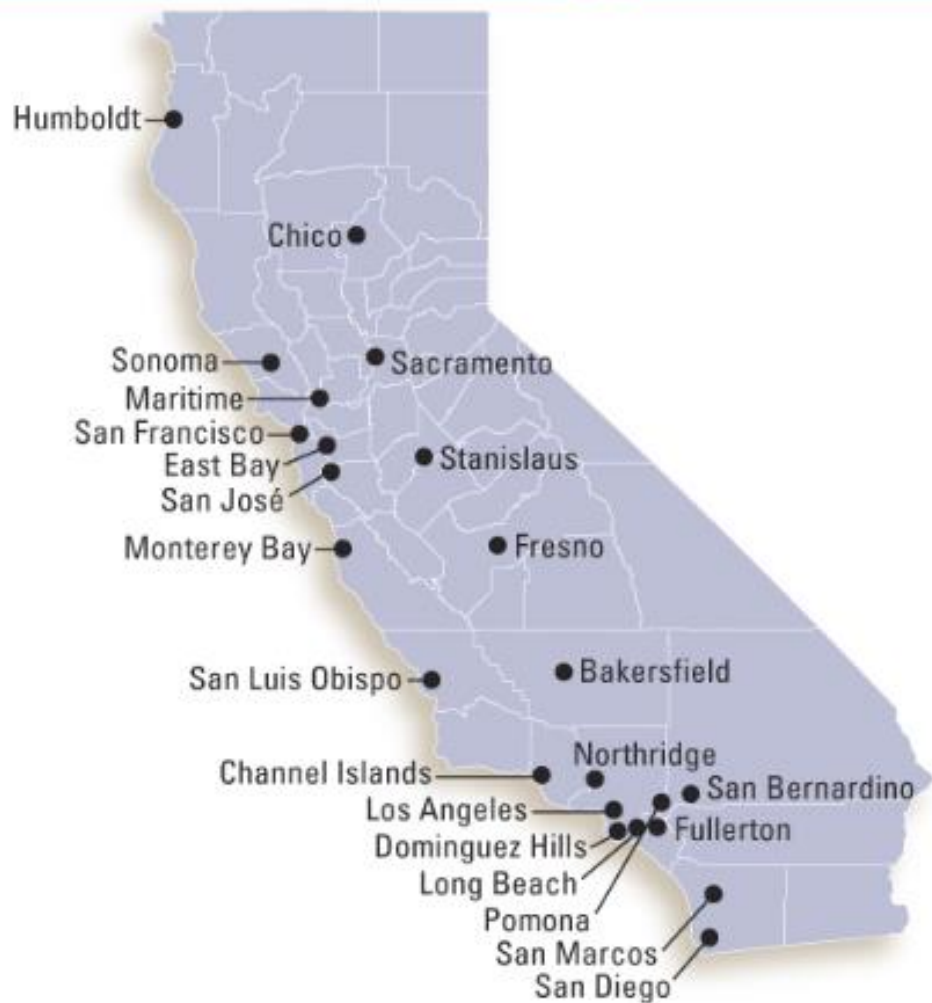 Humboldt
Chico
Sonoma
Sacramento
Maritime
San Francisco
East Bay
Stanislaus
San José
Monterey Bay
Fresno
San Luis Obispo
Bakersfield
Northridge
Channel Islands
San Bernardino
Los Angeles
Fullerton
Dominguez Hills
Long Beach
Pomona
San Marcos
San Diego